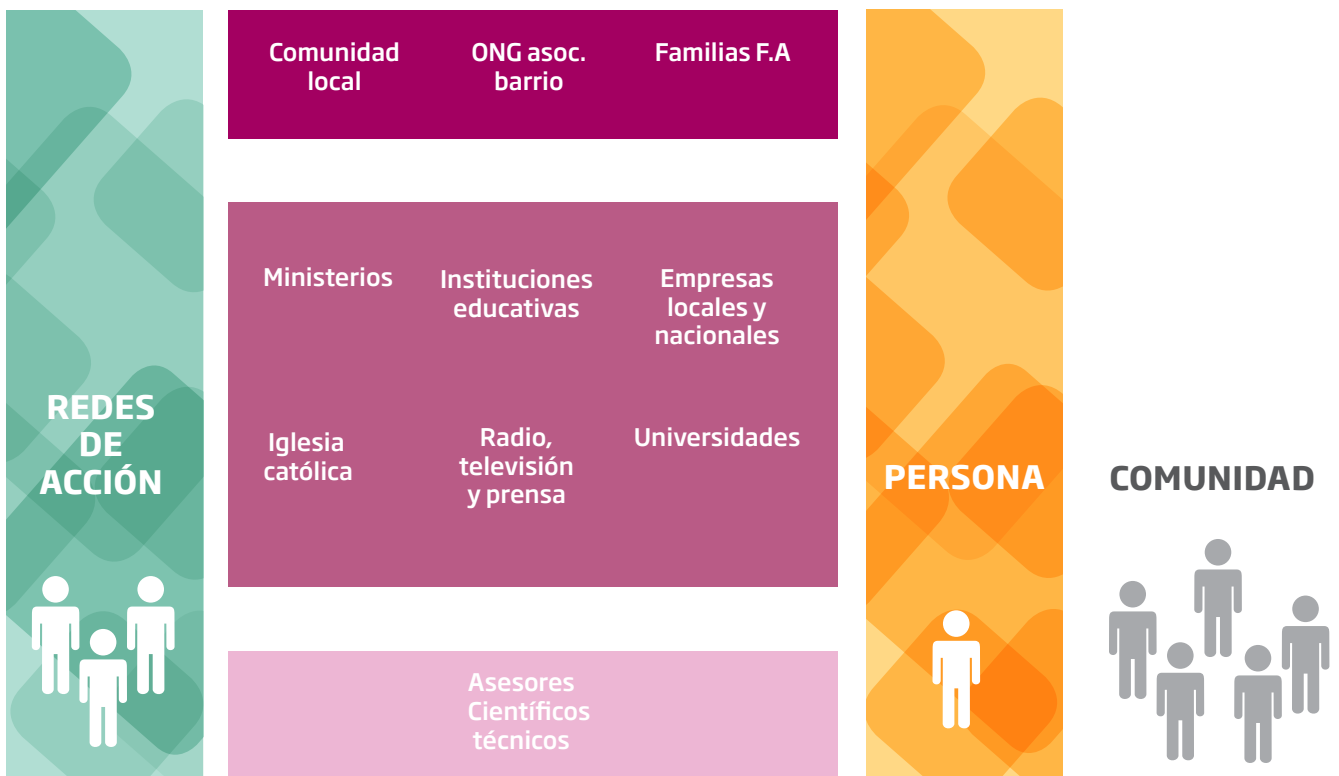 REDES
DE
ACCIÓN
Comunidad
local
ONG asoc.
barrio
Familias F.A
Ministerios
Instituciones
educativas
Empresas
locales y
nacionales
Iglesia
católica
Radio,
televisión
y prensa
Universidades
Asesores
Científicos
técnicos
PERSONA
COMUNIDAD